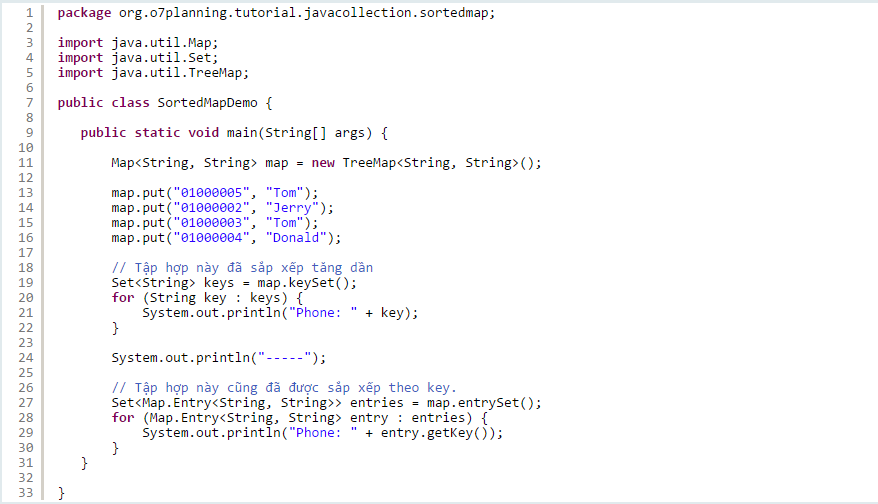 1 package org.o7planning.tutorial.javacollection.sortedmap;
2
3 import java.util.Map;
4 import java.util.Set;
5 import java.util.TreeMap;
6
7 public class SortedMapDemo {
8
9 public static void main(String[] args) {
10
11 Map<String, String> map = new TreeMap<String, String>();
12
13 map.put("01000005", "Tom");
14 map.put("01000002", "Jerry");
15 map.put("01000003", "Tom");
16 map.put("01000004", "Donald");
17
18 // Tập hợp này đã sắp xếp tăng dần
19 Set<String> keys = map.keySet();
20 for (String key : keys) {
21 System.out.println("Phone: " + key);
22 }
23
24 System.out.println("-----");
25
26 // Tập hợp này cũng đã được sắp xếp theo key.
27 Set<Map.Entry<String, String>> entries = map.entrySet();
28 for (Map.Entry<String, String> entry : entries) {
29 System.out.println("Phone: " + entry.getKey());
30 }
31 }
32
33 }